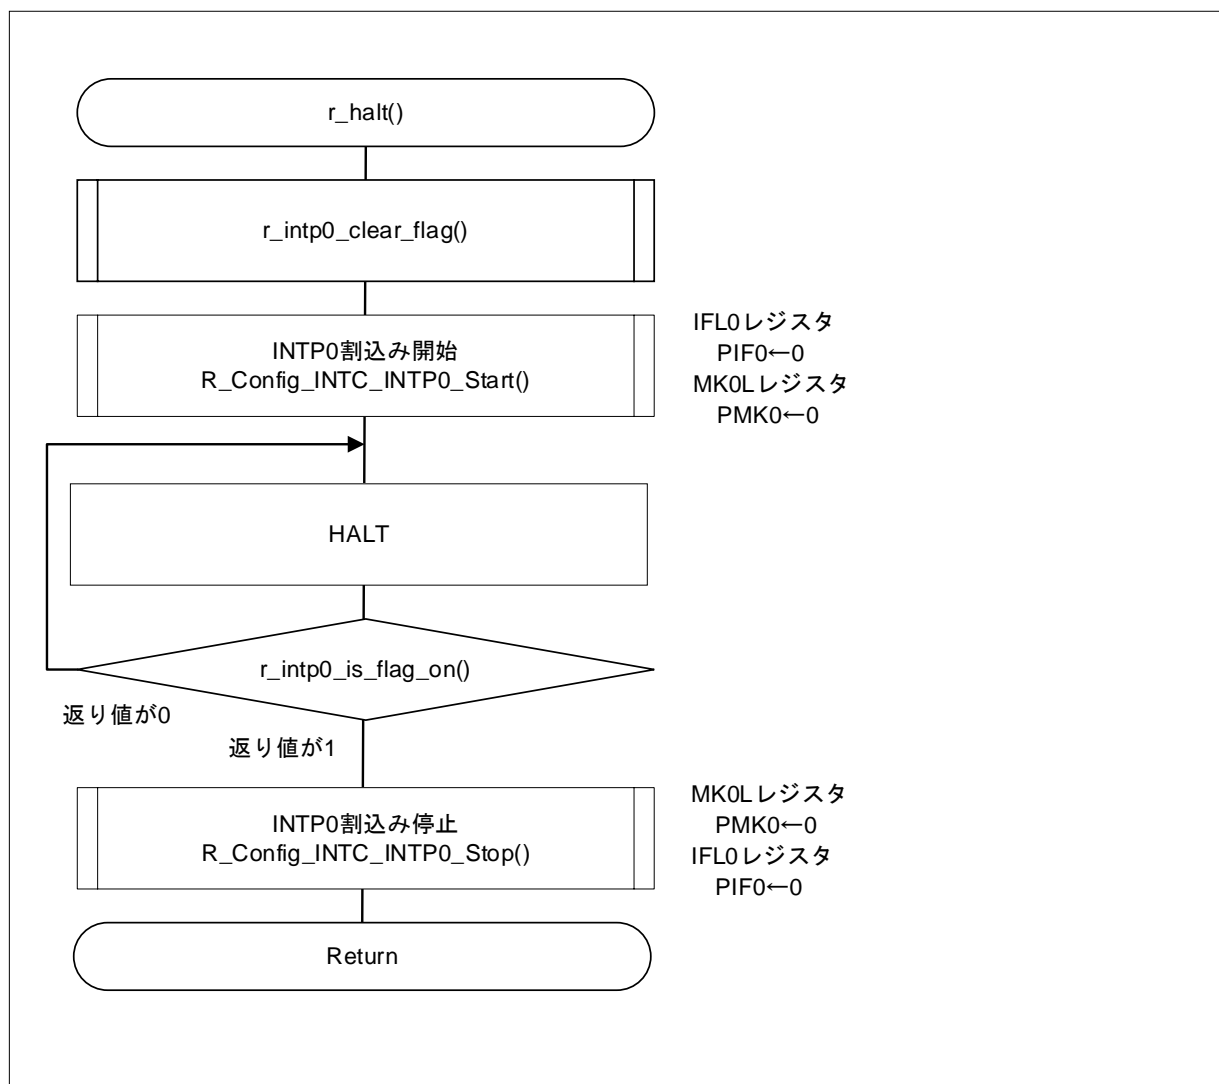 r_halt()
r_intp0_clear_flag()
INTP0割込み開始
R_Config_INTC_INTP0_Start()
IFL0レジスタ
PIF0←0
MK0Lレジスタ
PMK0←0
HALT
r_intp0_is_flag_on()
返り値が0
返り値が1
INTP0割込み停止
R_Config_INTC_INTP0_Stop()
MK0Lレジスタ
PMK0←0
IFL0レジスタ
PIF0←0
Return